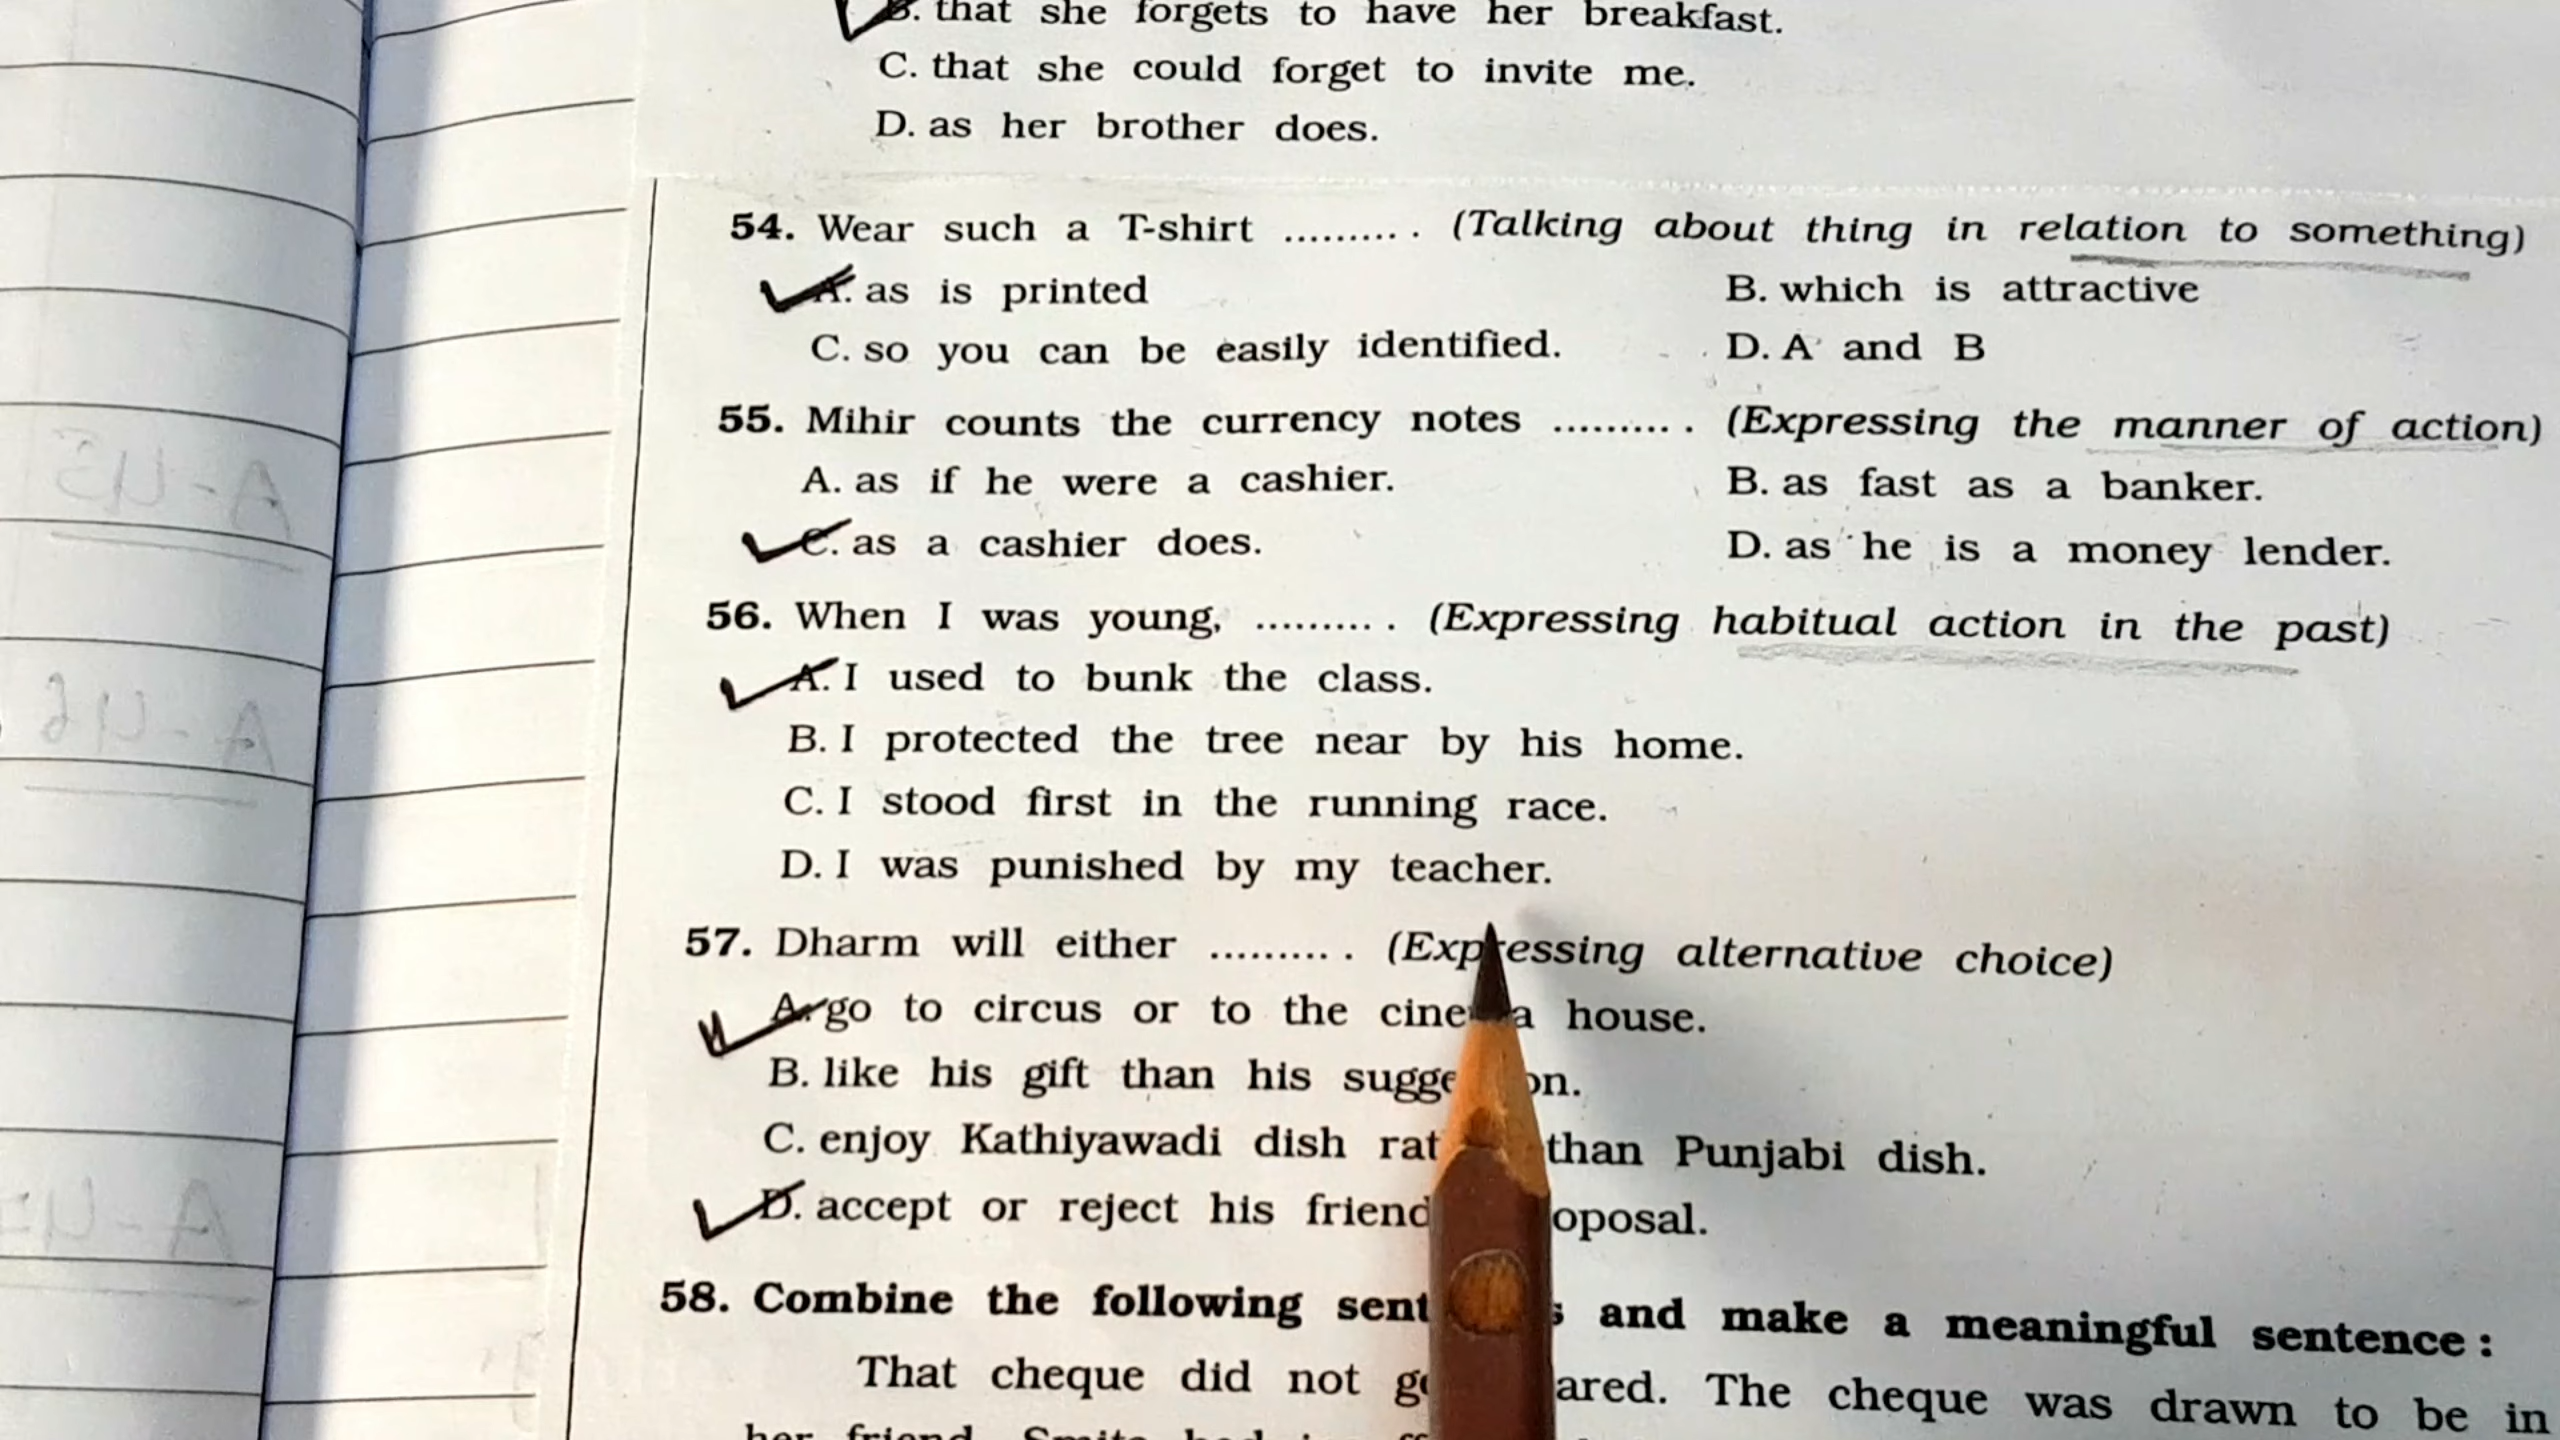 B. that she forgets to have her breakfast.
C. that she could forget to invite me.
D. as her brother does.
54. Wear such a T-shirt .......... (Talking about thing in relation to something)
A. as is printed B. which is attractive
C. so you can be easily identified. D. A and B
55. Mihir counts the currency notes .......... (Expressing the manner of action)
A. as if he were a cashier. B. as fast as a banker.
C. as a cashier does. D. as he is a money lender.
56. When I was young, .......... (Expressing habitual action in the past)
A. I used to bunk the class.
B. I protected the tree near by his home.
C. I stood first in the running race.
D. I was punished by my teacher.
57. Dharm will either .......... (Expressing alternative choice)
A. go to circus or to the house.
B. like his gift than his
C. enjoy Kathiyawadi dish than Punjabi dish.
D. accept or reject his
58. Combine the following and make a meaningful sentence :
That cheque did not The cheque was drawn to be in
her friend. Smita had
A-45
A-46